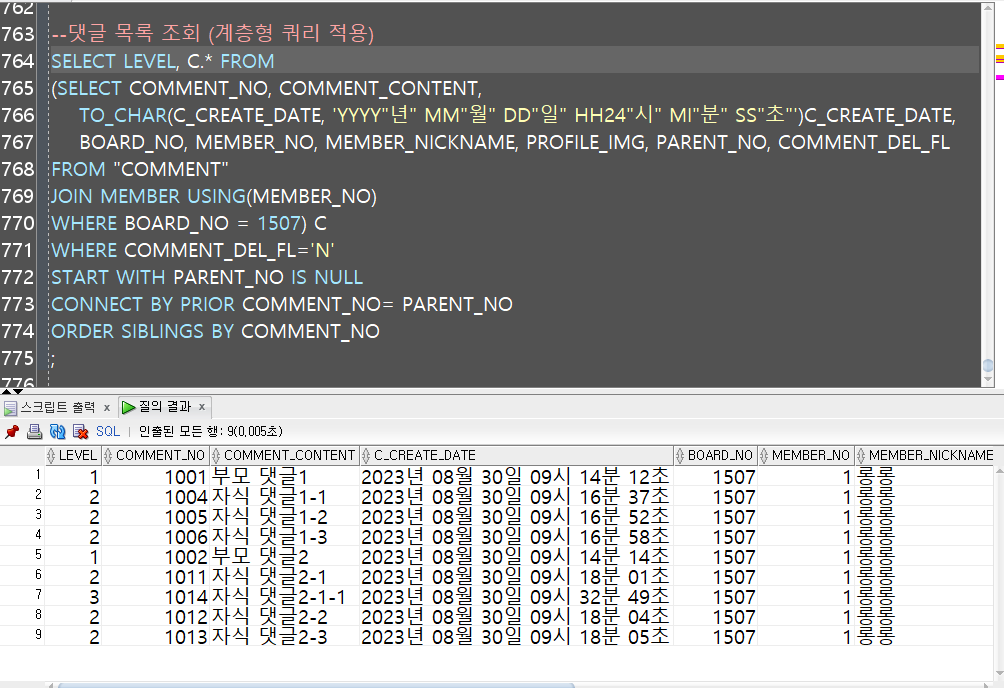 762
763 --댓글 목록 조회 (계층형 쿼리 적용)
764 SELECT LEVEL, C.* FROM
765 (SELECT COMMENT_NO, COMMENT_CONTENT,
766 TO_CHAR(C_CREATE_DATE, 'YYYY"년" MM"월" DD"일" HH24"시" MI"분" SS"초"')C_CREATE_DATE,
767 BOARD_NO, MEMBER_NO, MEMBER_NICKNAME, PROFILE_IMG, PARENT_NO, COMMENT_DEL_FL
768 FROM "COMMENT"
769 JOIN MEMBER USING(MEMBER_NO)
770 WHERE BOARD_NO = 1507) C
771 WHERE COMMENT_DEL_FL='N'
772 START WITH PARENT_NO IS NULL
773 CONNECT BY PRIOR COMMENT_NO= PARENT_NO
774 ORDER SIBLINGS BY COMMENT_NO
775 ;
776
스크립트 출력 x 질의 결과 x
SQL | 인출된 모든 행: 9(0,005초)
LEVEL COMMENT_NO COMMENT_CONTENT C_CREATE_DATE BOARD_NO MEMBER_NO MEMBER_NICKNAME
1 1 1001 부모 댓글1 2023년 08월 30일 09시 14분 12초 1507 1 롱롱
2 2 1004 자식 댓글1-1 2023년 08월 30일 09시 16분 37초 1507 1 롱롱
3 2 1005 자식 댓글1-2 2023년 08월 30일 09시 16분 52초 1507 1 롱롱
4 2 1006 자식 댓글1-3 2023년 08월 30일 09시 16분 58초 1507 1 롱롱
5 1 1002 부모 댓글2 2023년 08월 30일 09시 14분 14초 1507 1 롱롱
6 2 1011 자식 댓글2-1 2023년 08월 30일 09시 18분 01초 1507 1 롱롱
7 3 1014 자식 댓글2-1-1 2023년 08월 30일 09시 32분 49초 1507 1 롱롱
8 2 1012 자식 댓글2-2 2023년 08월 30일 09시 18분 04초 1507 1 롱롱
9 2 1013 자식 댓글2-3 2023년 08월 30일 09시 18분 05초 1507 1 롱롱